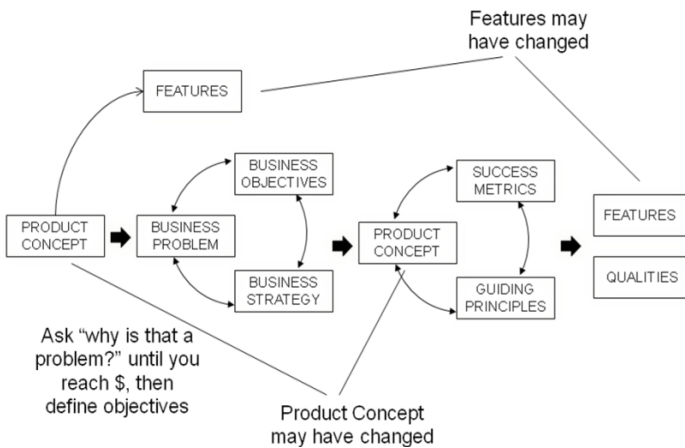 Features may
have changed
FEATURES
BUSINESS
OBJECTIVES
SUCCESS
METRICS
PRODUCT
CONCEPT
BUSINESS
PROBLEM
PRODUCT
CONCEPT
FEATURES
BUSINESS
STRATEGY
GUIDING
PRINCIPLES
QUALITIES
Ask “why is that a
problem?” until you
reach $, then
define objectives
Product Concept
may have changed